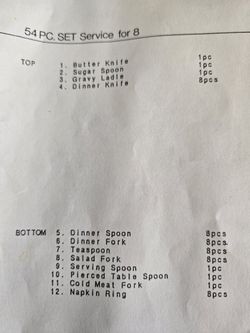 54 PC. SET Service for 8
TOP 1. Butter Knife 1pc
2. Sugar Spoon 1pc
3. Gravy Ladle 1pc
4. Dinner Knife 8pcs
BOTTOM 5. Dinner Spoon 8pcs
6. Dinner Fork 8pcs
7. Teaspoon 8pcs
8. Salad Fork 8pcs
9. Serving Spoon 1pc
10. Pierced Table Spoon 1pc
11. Cold Meat Fork 1pc
12. Napkin Ring 8pcs